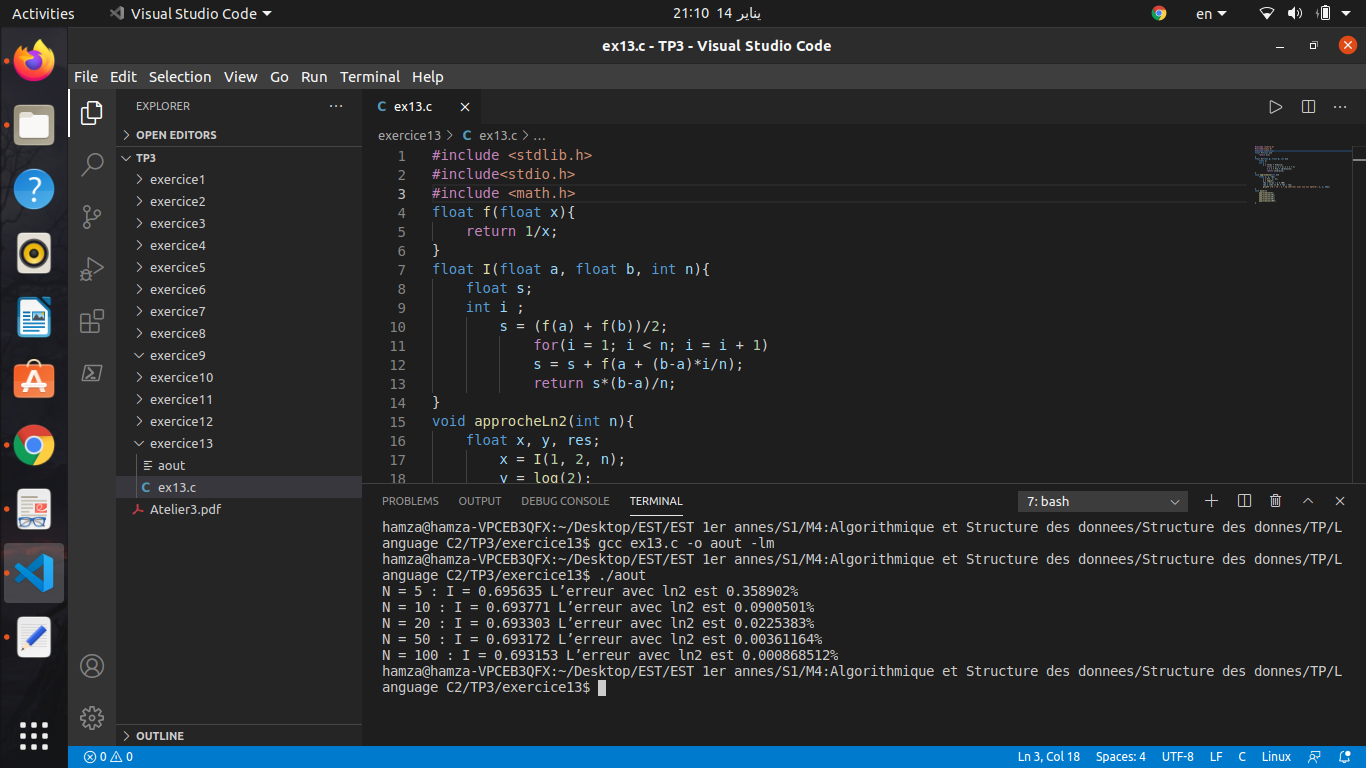 Activities
Visual Studio Code
21:10 14 يناير
en
ex13.c - TP3 - Visual Studio Code
File Edit Selection View Go Run Terminal Help
EXPLORER
OPEN EDITORS
TP3
exercice1
exercice2
exercice3
exercice4
exercice5
exercice6
exercice7
exercice8
exercice9
exercice10
exercice11
exercice12
exercice13
aout
C ex13.c
Atelier3.pdf
OUTLINE
C ex13.c
exercice13 > C ex13.c > ...
1 #include <stdlib.h>
2 #include<stdio.h>
3 #include <math.h>
4 float f(float x){
5 return 1/x;
6 }
7 float I(float a, float b, int n){
8 float s;
9 int i ;
10 s = (f(a) + f(b))/2;
11 for(i = 1; i < n; i = i + 1)
12 s = s + f(a + (b-a)*i/n);
13 return s*(b-a)/n;
14 }
15 void approcheLn2(int n){
16 float x, y, res;
17 x = I(1, 2, n);
18 y = log(2);
PROBLEMS OUTPUT DEBUG CONSOLE TERMINAL
7: bash
hamza@hamza-VPCEB3QFX:~/Desktop/EST/EST 1er annes/S1/M4:Algorithmique et Structure des donnees/Structure des donnes/TP/L
anguage C2/TP3/exercice13$ gcc ex13.c -o aout -lm
hamza@hamza-VPCEB3QFX:~/Desktop/EST/EST 1er annes/S1/M4:Algorithmique et Structure des donnees/Structure des donnes/TP/L
anguage C2/TP3/exercice13$ ./aout
N = 5 : I = 0.695635 L’erreur avec ln2 est 0.358902%
N = 10 : I = 0.693771 L’erreur avec ln2 est 0.0900501%
N = 20 : I = 0.693303 L’erreur avec ln2 est 0.0225383%
N = 50 : I = 0.693172 L’erreur avec ln2 est 0.00361164%
N = 100 : I = 0.693153 L’erreur avec ln2 est 0.000868512%
hamza@hamza-VPCEB3QFX:~/Desktop/EST/EST 1er annes/S1/M4:Algorithmique et Structure des donnees/Structure des donnes/TP/L
anguage C2/TP3/exercice13$
0 0
Ln 3, Col 18 Spaces: 4 UTF-8 LF C Linux